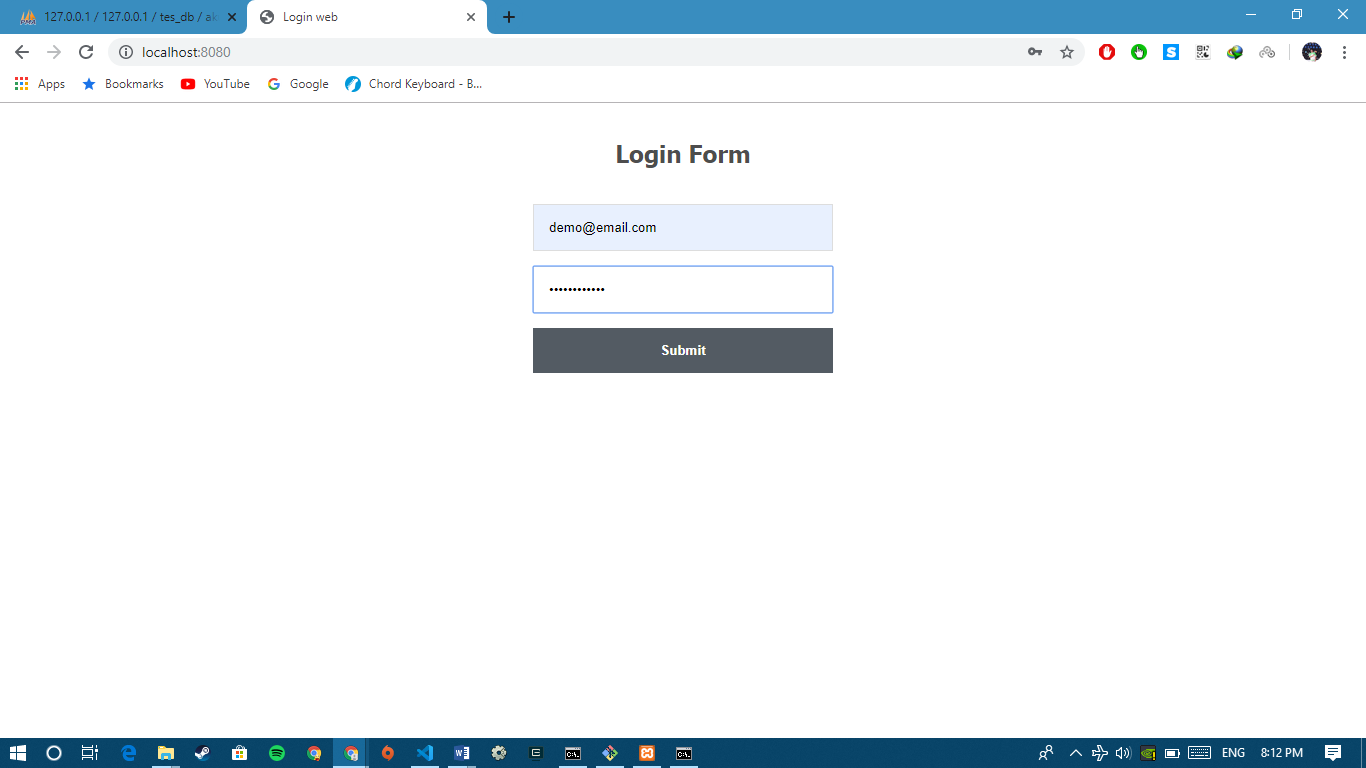 127.0.0.1 / 127.0.0.1 / tes_db / ak
Login web
localhost:8080
Apps Bookmarks YouTube Google Chord Keyboard - B...
Login Form
demo@email.com
••••••••••••
Submit
ENG 8:12 PM